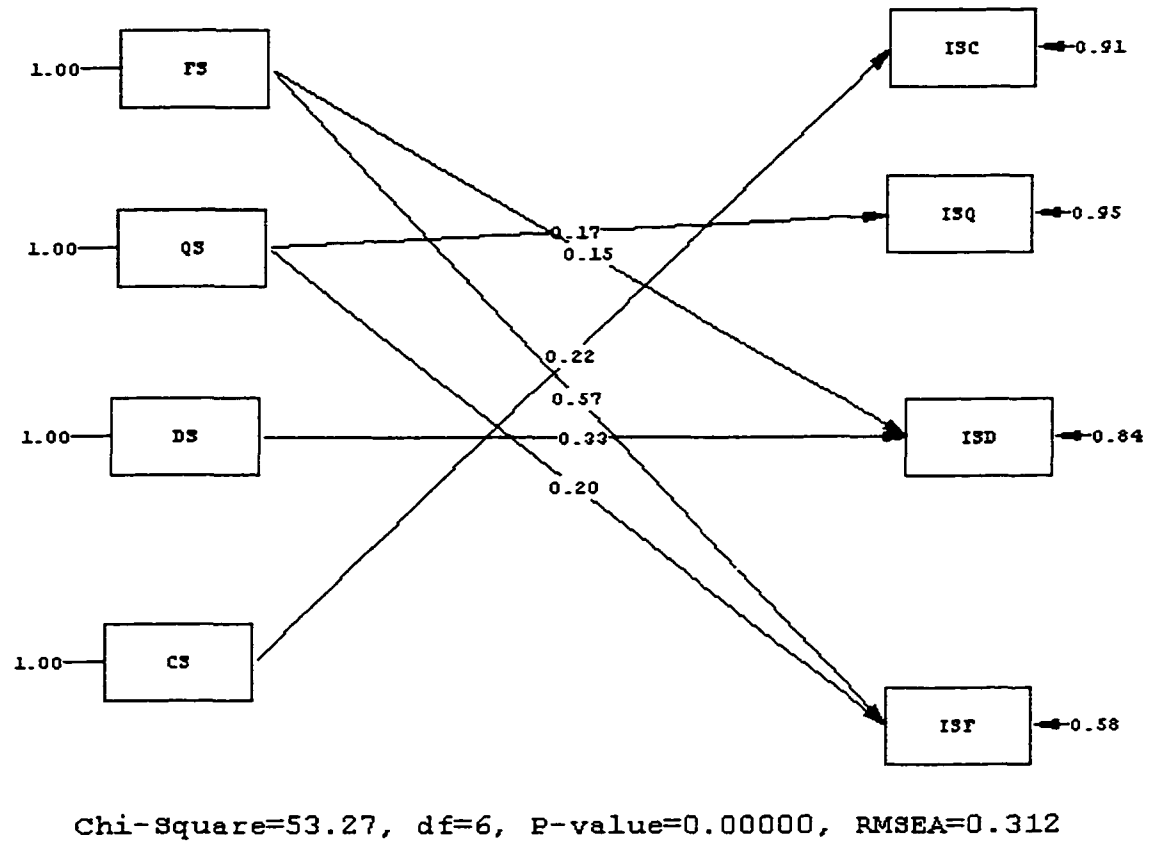 1.00 FS ISC 0.91
1.00 QS 0.17 ISQ 0.95
0.15
0.22
0.57
1.00 DS 0.33 ISD 0.84
0.20
1.00 CS
ISF 0.58
Chi-Square=53.27, df=6, P-value=0.00000, RMSEA=0.312